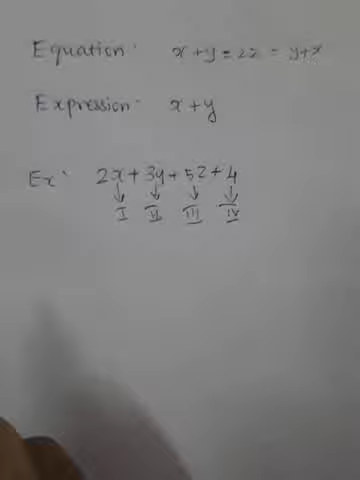 Equation: x+y = 2z = y+x
Expression: x+y
Ex: 2x+3y+5z+4
↓ ↓ ↓ ↓
I II III IV